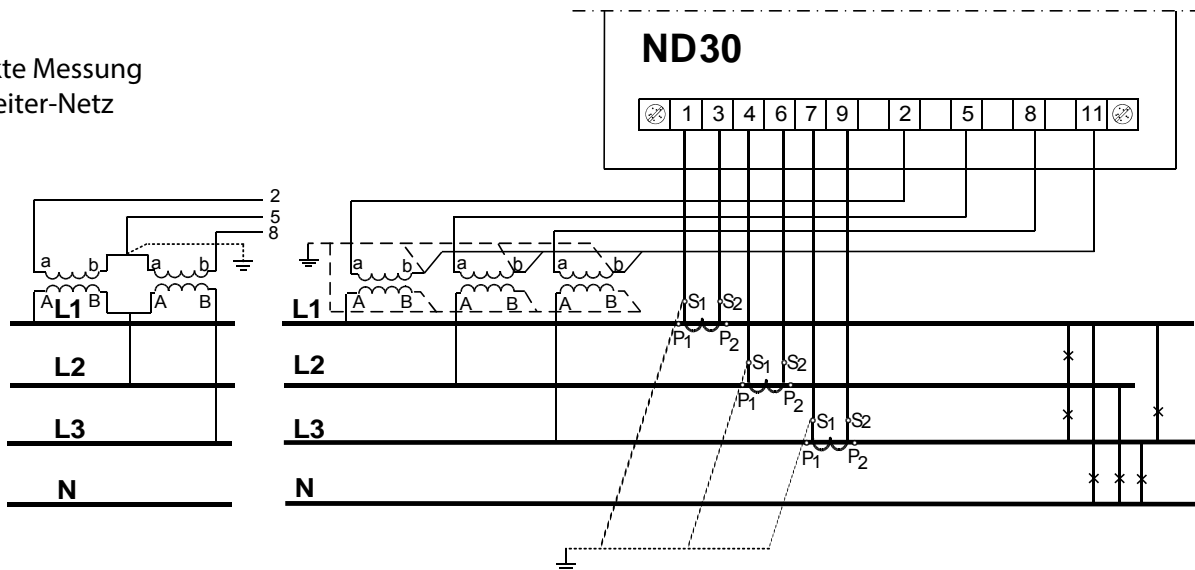 ND30
te Messung
eiter-Netz
1 3 4 6 7 9 2 5 8 11
2
5
8
a b a b
A B A B
a b a b a b
A B A B A B
L1
L1
S1 S2
P1 P2
L2
L2
S1 S2
P1 P2
L3
L3
S1 S2
P1 P2
N
N